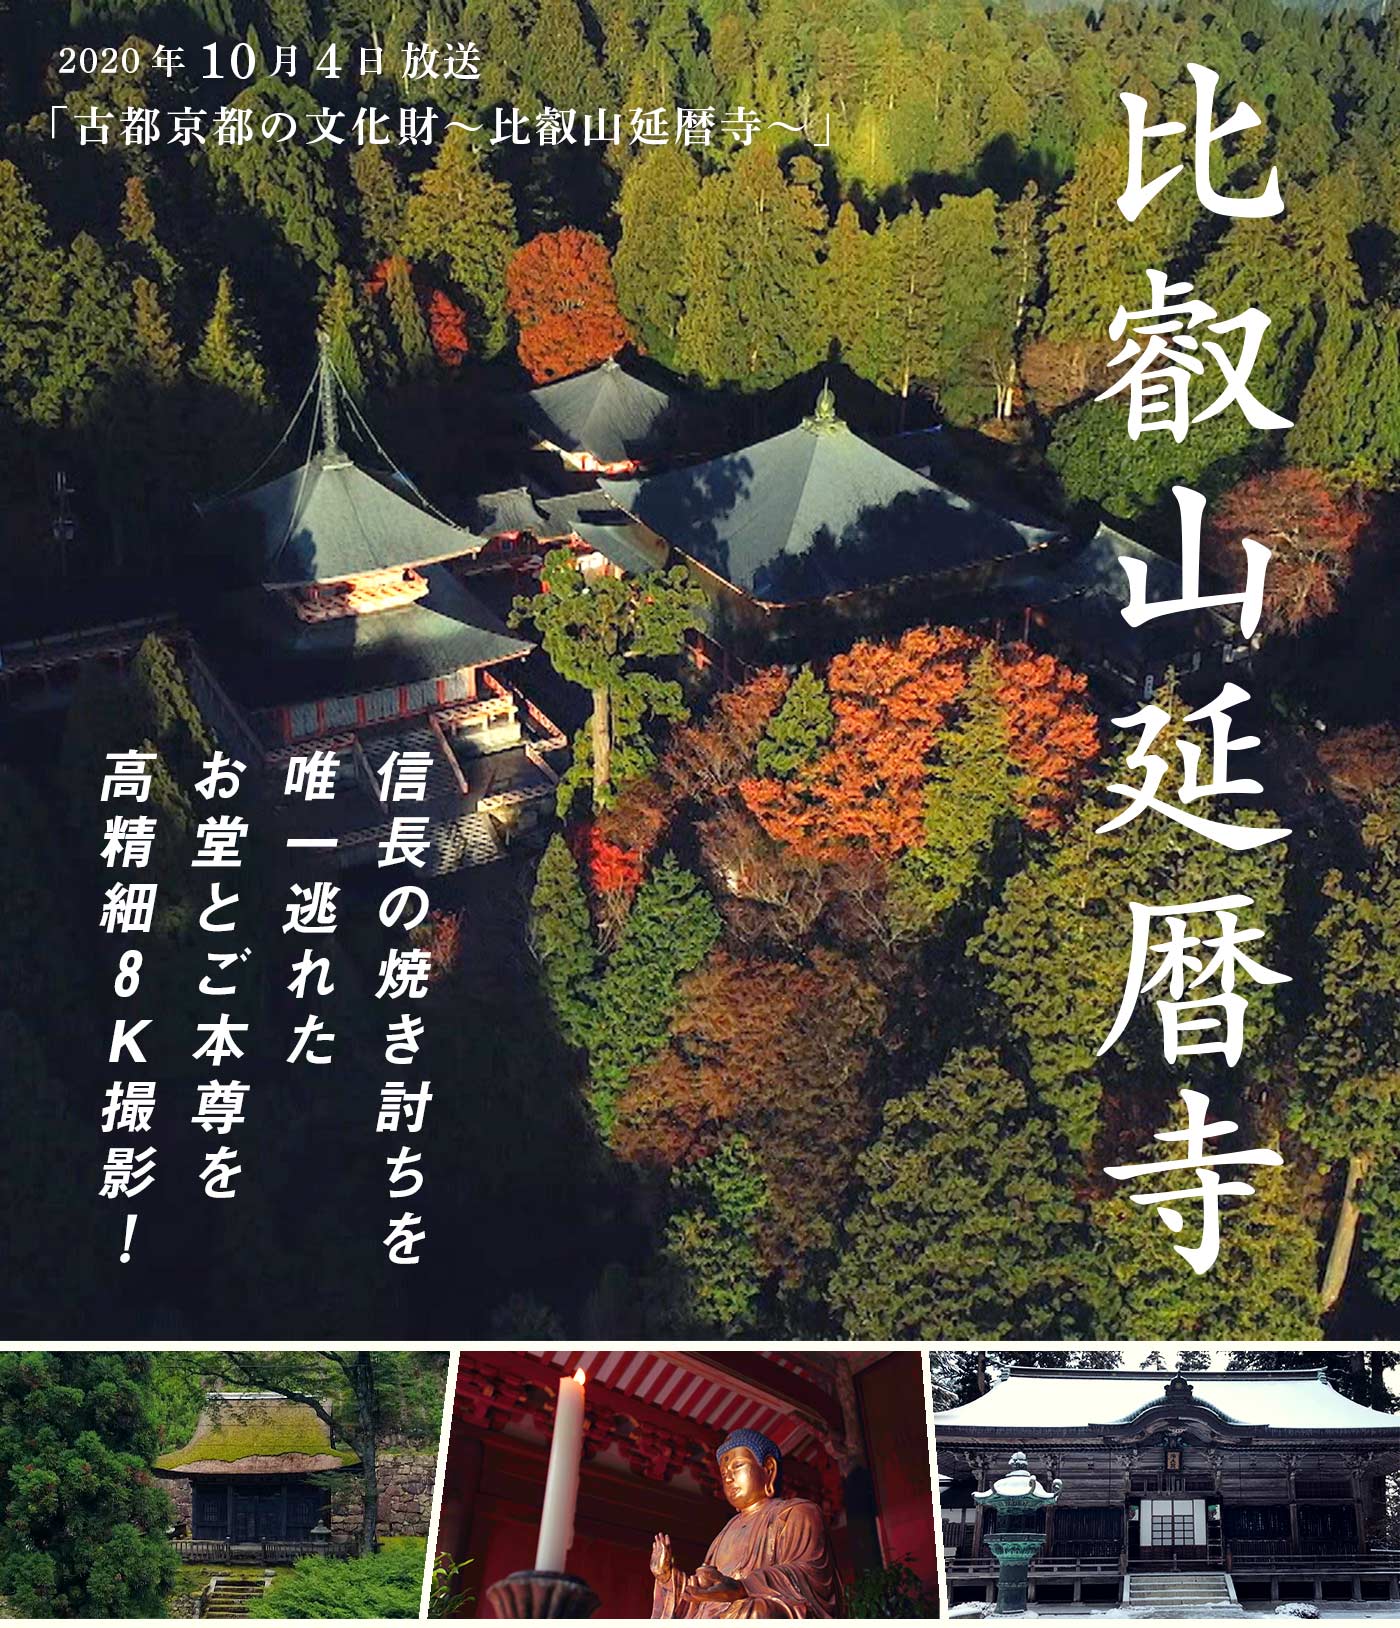 2020年10月4日 放送
「古都京都の文化財～比叡山延暦寺～」
比叡山延暦寺
信長の焼き討ちを
唯一逃れた
お堂とご本尊を
高精細8K撮影！